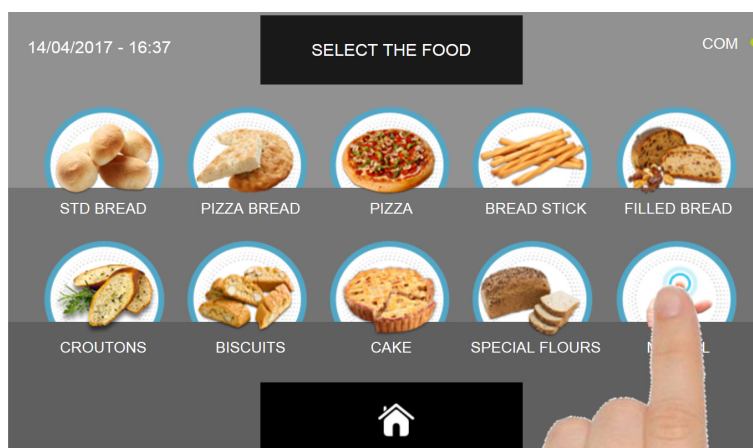 14/04/2017 - 16:37
SELECT THE FOOD
COM
STD BREAD
PIZZA BREAD
PIZZA
BREAD STICK
FILLED BREAD
CROUTONS
BISCUITS
CAKE
SPECIAL FLOURS